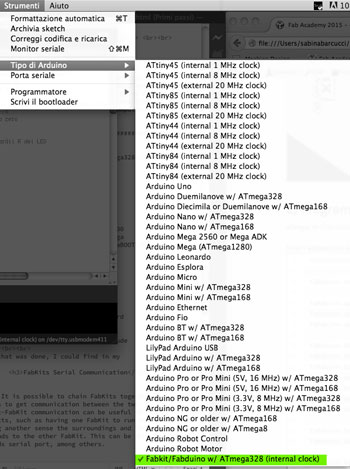 Strumenti Aiuto
Formattazione automatica ⌘T
Archivia sketch
Correggi codifica e ricarica
Monitor seriale ⇧⌘M
Tipo di Arduino ▶
Porta seriale ▶
Programmatore ▶
Scrivi il bootloader
10
html (Primi passi)
Fab Academy 2015 -
file:///Users/sabinabarcucci/
ATtiny45 (internal 1 MHz clock)
ATtiny45 (internal 8 MHz clock)
ATtiny45 (external 20 MHz clock)
ATtiny85 (internal 1 MHz clock)
ATtiny85 (internal 8 MHz clock)
ATtiny85 (external 20 MHz clock)
ATtiny44 (internal 1 MHz clock)
ATtiny44 (internal 8 MHz clock)
ATtiny44 (external 20 MHz clock)
ATtiny84 (internal 1 MHz clock)
ATtiny84 (internal 8 MHz clock)
ATtiny84 (external 20 MHz clock)
Arduino Uno
Arduino Duemilanove w/ ATmega328
Arduino Diecimila or Duemilanove w/ ATmega168
Arduino Nano w/ ATmega328
Arduino Nano w/ ATmega168
Arduino Mega 2560 or Mega ADK
Arduino Mega (ATmega1280)
Arduino Leonardo
Arduino Esplora
Arduino Micro
Arduino Mini w/ ATmega328
Arduino Mini w/ ATmega168
Arduino Ethernet
Arduino Fio
Arduino BT w/ ATmega328
Arduino BT w/ ATmega168
LilyPad Arduino USB
LilyPad Arduino w/ ATmega328
LilyPad Arduino w/ ATmega168
Arduino Pro or Pro Mini (5V, 16 MHz) w/ ATmega328
Arduino Pro or Pro Mini (5V, 16 MHz) w/ ATmega168
Arduino Pro or Pro Mini (3.3V, 8 MHz) w/ ATmega328
Arduino Pro or Pro Mini (3.3V, 8 MHz) w/ ATmega168
Arduino NG or older w/ ATmega168
Arduino NG or older w/ ATmega8
Arduino Robot Control
Arduino Robot Motor
✓ Fabkit/Fabduino w/ ATmega328 (internal clock)
internal clock) on /dev/tty.usbmodem411
that was done, I could find in my
<h3>FabKits Serial Communication</
It is possible to chain FabKits toge
to get communication between the t
FabKit communication can be useful
cts, such as having one FabKit to run
g another sense the surroundings and
ads to the other FabKit. This can be
ds serial port, among others.